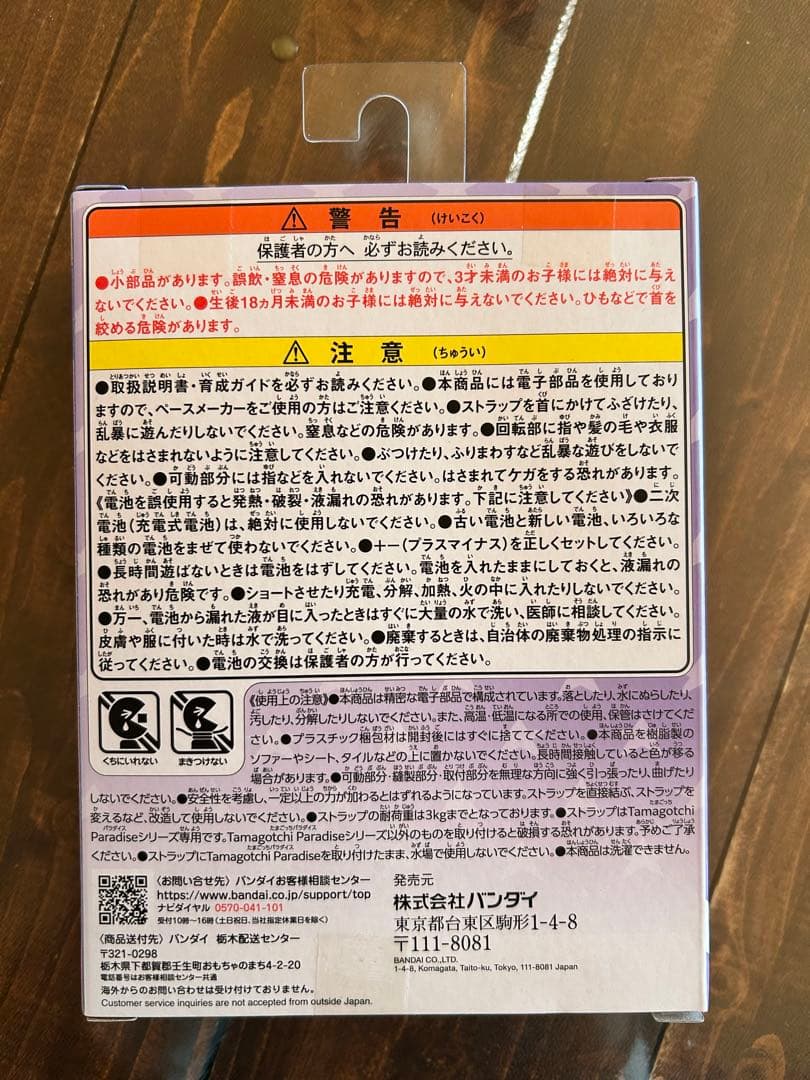 警告（けいこく）
保護者の方へ 必ずお読みください。
●小部品があります。誤飲・窒息の危険がありますので、3才未満のお子様には絶対に与え
ないでください。●生後18ヵ月未満のお子様には絶対に与えないでください。ひもなどで首を
絞める危険があります。
注意（ちゅうい）
●取扱説明書・育成ガイドを必ずお読みください。●本商品には電子部品を使用しており
ますので、ペースメーカーをご使用の方はご注意ください。●ストラップを首にかけてふざけたり、
乱暴に遊んだりしないでください。窒息などの危険があります。●回転部に指や髪の毛や衣服
などをはさまれないように注意してください。●ぶつけたり、ふりまわすなど乱暴な遊びをしないで
ください。●可動部分には指などを入れないでください。はさまれてケガをする恐れがあります。
《電池を誤使用すると発熱・破裂・液漏れの恐れがあります。下記に注意してください》●二次
電池(充電式電池)は、絶対に使用しないでください。●古い電池と新しい電池、いろいろな
種類の電池をまぜて使わないでください。●＋−(プラスマイナス)を正しくセットしてください。
●長時間遊ばないときは電池をはずしてください。電池を入れたままにしておくと、液漏れの
恐れがあり危険です。●ショートさせたり充電、分解、加熱、火の中に入れたりしないでください。
●万一、電池から漏れた液が目に入ったときはすぐに大量の水で洗い、医師に相談してください。
皮膚や服に付いた時は水で洗ってください。●廃棄するときは、自治体の廃棄物処理の指示に
従ってください。●電池の交換は保護者の方が行ってください。
くちにいれない
まきつけない
《使用上の注意》●本商品は精密な電子部品で構成されています。落としたり、水にぬらしたり、
汚したり、分解したりしないでください。また、高温・低温になる所での使用、保管はさけてくだ
さい。●プラスチック梱包材は開封後にはすぐに捨ててください。●本商品を樹脂製の
ソファーやシート、タイルなどの上に置かないでください。長時間接触していると色が移る
場合があります。●可動部分・縫製部分・取付部分を無理な方向に強く引っ張ったり、曲げたり
しないでください。●安全性を考慮し、一定以上の力が加わるとはずれるようになっています。ストラップを直接結ぶ、ストラップを
変えるなど、改造して使用しないでください。●ストラップの耐荷重は3kgまでとなっております。●ストラップはTamagotchi
Paradiseシリーズ専用です。Tamagotchi Paradiseシリーズ以外のものを取り付けると破損する恐れがあります。予めご了承
ください。●ストラップにTamagotchi Paradiseを取り付けたまま、水場で使用しないでください。●本商品は洗濯できません。
〈お問い合せ先〉バンダイお客様相談センター
https://www.bandai.co.jp/support/top
ナビダイヤル 0570-041-101
受付10時〜16時(土日祝日、当社指定休業日を除く)
〈商品送付先〉バンダイ 栃木配送センター
〒321-0298
栃木県下都賀郡壬生町おもちゃのまち4-2-20
電話番号はお客様相談センター共通
海外からのお問い合わせは受け付けておりません。
Customer service inquiries are not accepted from outside Japan.
発売元
株式会社バンダイ
東京都台東区駒形1-4-8
〒111-8081
BANDAI CO.,LTD.
1-4-8, Komagata, Taito-ku, Tokyo, 111-8081 Japan